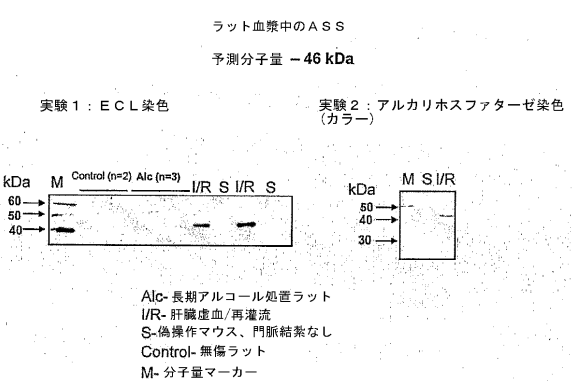 ラット血漿中のＡＳＳ
予測分子量 ～46 kDa
実験１：ＥＣＬ染色
実験２：アルカリホスファターゼ染色
（カラー）
kDa M Control (n=2) Alc (n=3) I/R S I/R S
60
50
40
kDa M S I/R
50
40
30
Alc- 長期アルコール処置ラット
I/R- 肝臓虚血/再灌流
S-偽操作マウス、門脈結紮なし
Control- 無傷ラット
M- 分子量マーカー